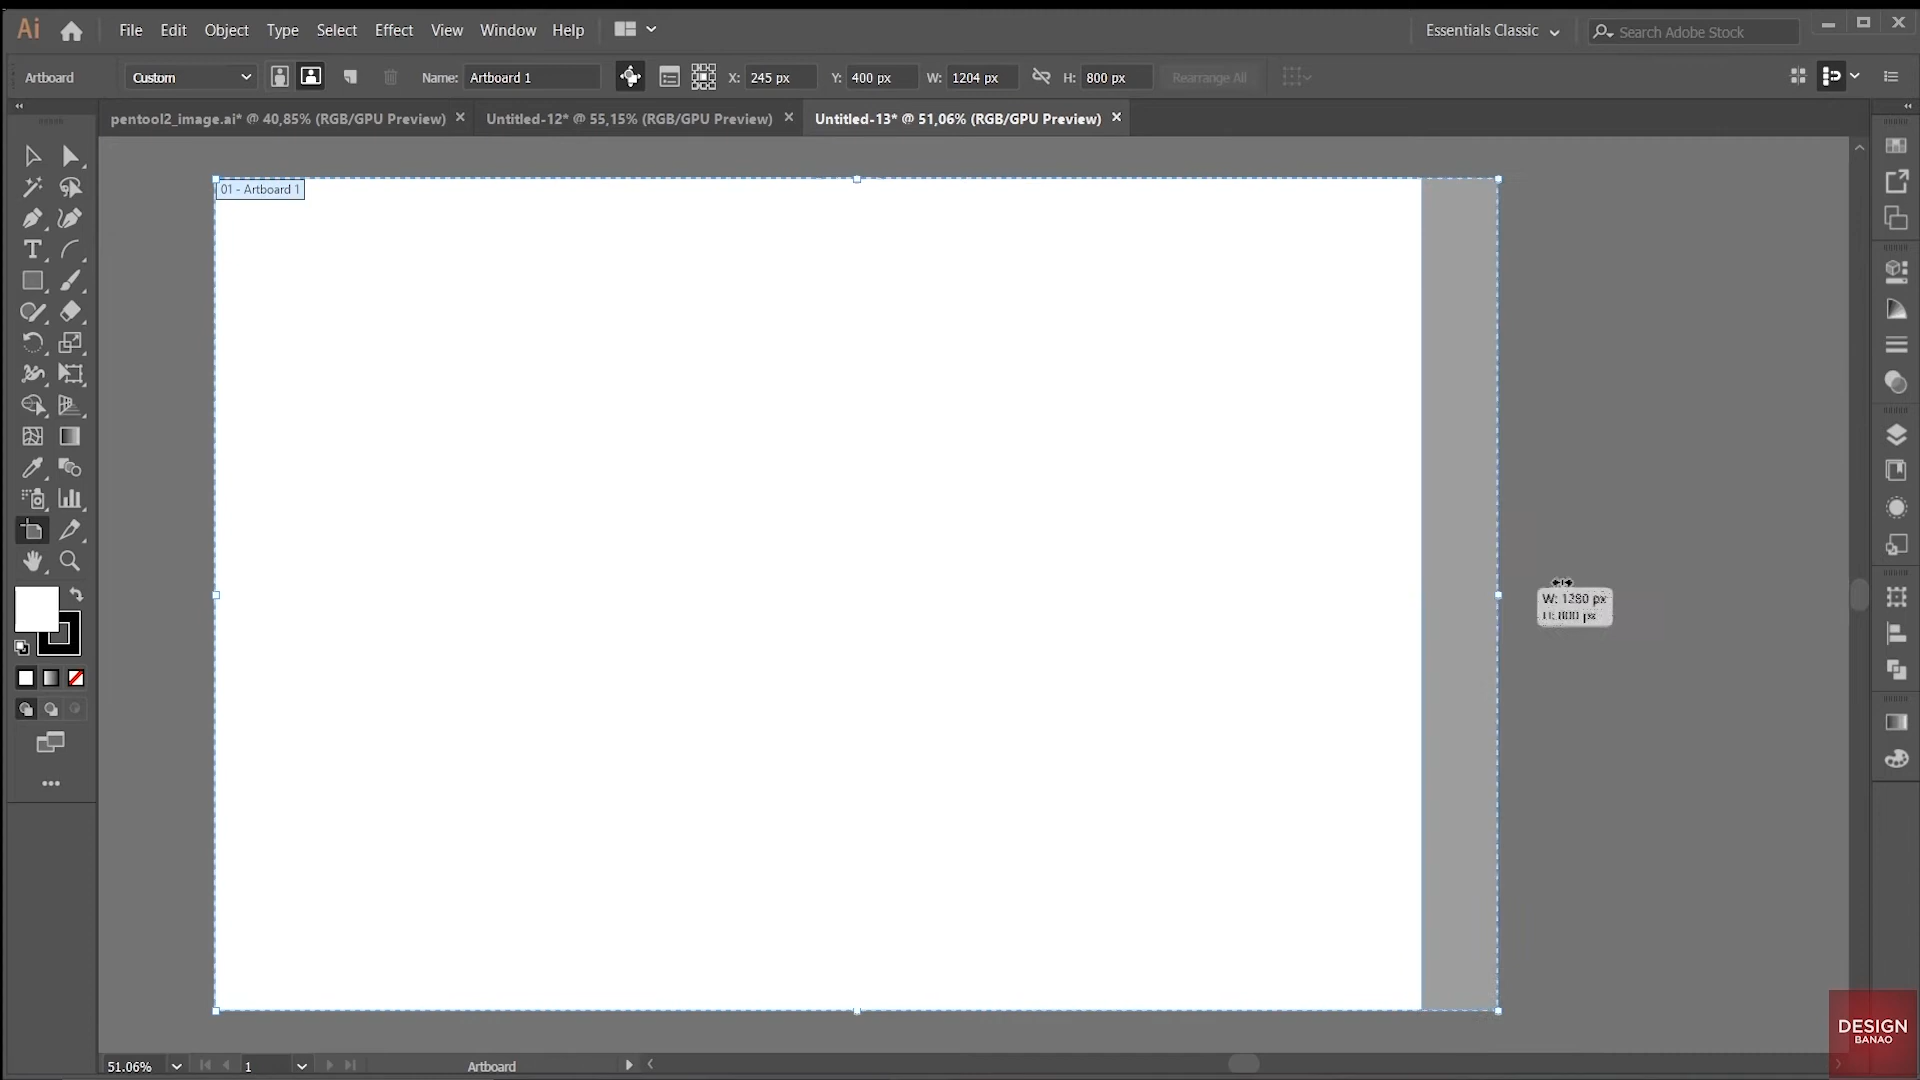 Ai File Edit Object Type Select Effect View Window Help Essentials Classic Search Adobe Stock
Artboard Custom Name: Artboard 1 X: 245 px Y: 400 px W: 1204 px H: 800 px Rearrange All
pentool2_image.ai* @ 40,85% (RGB/GPU Preview) Untitled-12* @ 55,15% (RGB/GPU Preview) Untitled-13* @ 51,06% (RGB/GPU Preview)
01 - Artboard 1
W: 1280 px
H: 800 px
DESIGN
BANAO
51.06% 1 Artboard